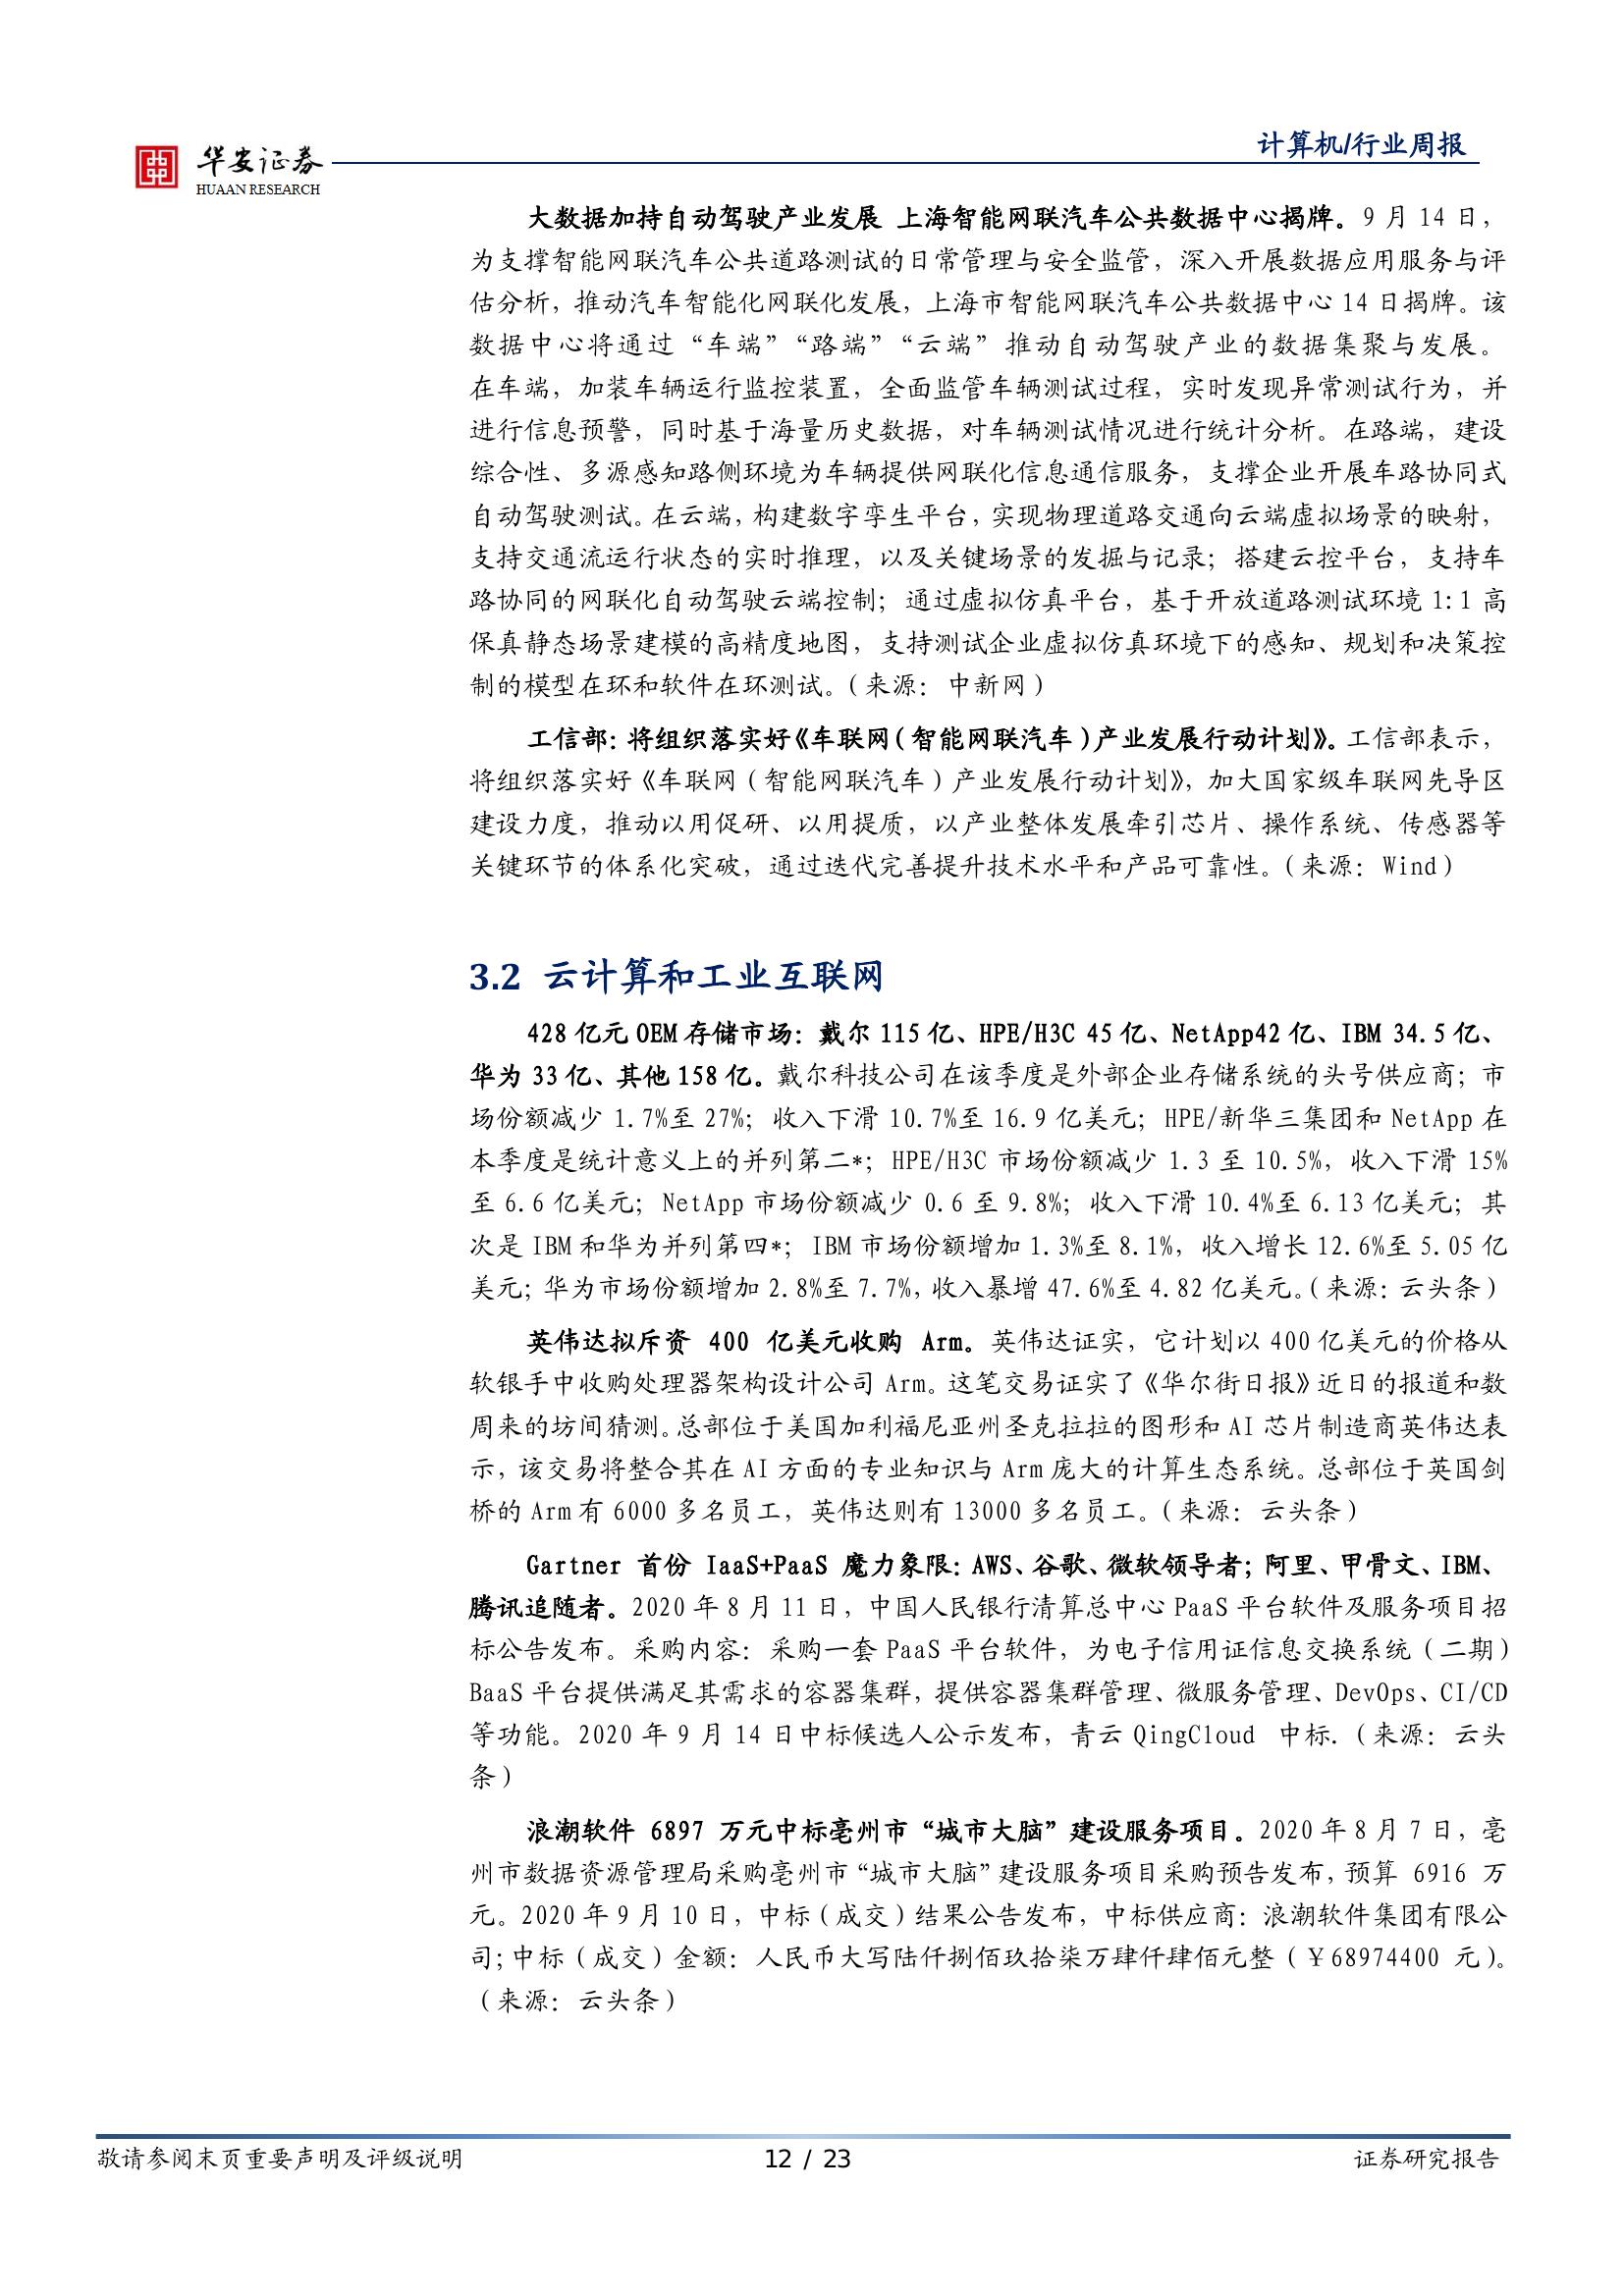 华安证券
HUAAN RESEARCH
计算机/行业周报
大数据加持自动驾驶产业发展 上海智能网联汽车公共数据中心揭牌。9 月 14 日，
为支撑智能网联汽车公共道路测试的日常管理与安全监管，深入开展数据应用服务与评
估分析，推动汽车智能化网联化发展，上海市智能网联汽车公共数据中心 14 日揭牌。该
数据中心将通过“车端”“路端”“云端”推动自动驾驶产业的数据集聚与发展。
在车端，加装车辆运行监控装置，全面监管车辆测试过程，实时发现异常测试行为，并
进行信息预警，同时基于海量历史数据，对车辆测试情况进行统计分析。在路端，建设
综合性、多源感知路侧环境为车辆提供网联化信息通信服务，支撑企业开展车路协同式
自动驾驶测试。在云端，构建数字孪生平台，实现物理道路交通向云端虚拟场景的映射，
支持交通流运行状态的实时推理，以及关键场景的发掘与记录；搭建云控平台，支持车
路协同的网联化自动驾驶云端控制；通过虚拟仿真平台，基于开放道路测试环境 1:1 高
保真静态场景建模的高精度地图，支持测试企业虚拟仿真环境下的感知、规划和决策控
制的模型在环和软件在环测试。（来源：中新网）
工信部：将组织落实好《车联网（智能网联汽车）产业发展行动计划》。工信部表示，
将组织落实好《车联网（智能网联汽车）产业发展行动计划》，加大国家级车联网先导区
建设力度，推动以用促研、以用提质，以产业整体发展牵引芯片、操作系统、传感器等
关键环节的体系化突破，通过迭代完善提升技术水平和产品可靠性。（来源：Wind）
3.2 云计算和工业互联网
428 亿元 OEM 存储市场：戴尔 115 亿、HPE/H3C 45 亿、NetApp42 亿、IBM 34.5 亿、
华为 33 亿、其他 158 亿。戴尔科技公司在该季度是外部企业存储系统的头号供应商；市
场份额减少 1.7%至 27%；收入下滑 10.7%至 16.9 亿美元；HPE/新华三集团和 NetApp 在
本季度是统计意义上的并列第二*；HPE/H3C 市场份额减少 1.3 至 10.5%，收入下滑 15%
至 6.6 亿美元；NetApp 市场份额减少 0.6 至 9.8%；收入下滑 10.4%至 6.13 亿美元；其
次是 IBM 和华为并列第四*；IBM 市场份额增加 1.3%至 8.1%，收入增长 12.6%至 5.05 亿
美元；华为市场份额增加 2.8%至 7.7%，收入暴增 47.6%至 4.82 亿美元。（来源：云头条）
英伟达拟斥资 400 亿美元收购 Arm。英伟达证实，它计划以 400 亿美元的价格从
软银手中收购处理器架构设计公司 Arm。这笔交易证实了《华尔街日报》近日的报道和数
周来的坊间猜测。总部位于美国加利福尼亚州圣克拉拉的图形和 AI 芯片制造商英伟达表
示，该交易将整合其在 AI 方面的专业知识与 Arm 庞大的计算生态系统。总部位于英国剑
桥的 Arm 有 6000 多名员工，英伟达则有 13000 多名员工。（来源：云头条）
Gartner 首份 IaaS+PaaS 魔力象限：AWS、谷歌、微软领导者；阿里、甲骨文、IBM、
腾讯追随者。2020 年 8 月 11 日，中国人民银行清算总中心 PaaS 平台软件及服务项目招
标公告发布。采购内容：采购一套 PaaS 平台软件，为电子信用证信息交换系统（二期）
BaaS 平台提供满足其需求的容器集群，提供容器集群管理、微服务管理、DevOps、CI/CD
等功能。2020 年 9 月 14 日中标候选人公示发布，青云 QingCloud 中标.（来源：云头
条）
浪潮软件 6897 万元中标亳州市“城市大脑”建设服务项目。2020 年 8 月 7 日，亳
州市数据资源管理局采购亳州市“城市大脑”建设服务项目采购预告发布，预算 6916 万
元。2020 年 9 月 10 日，中标（成交）结果公告发布，中标供应商：浪潮软件集团有限公
司；中标（成交）金额：人民币大写陆仟捌佰玖拾柒万肆仟肆佰元整（￥68974400 元）。
（来源：云头条）
敬请参阅末页重要声明及评级说明
12 / 23
证券研究报告